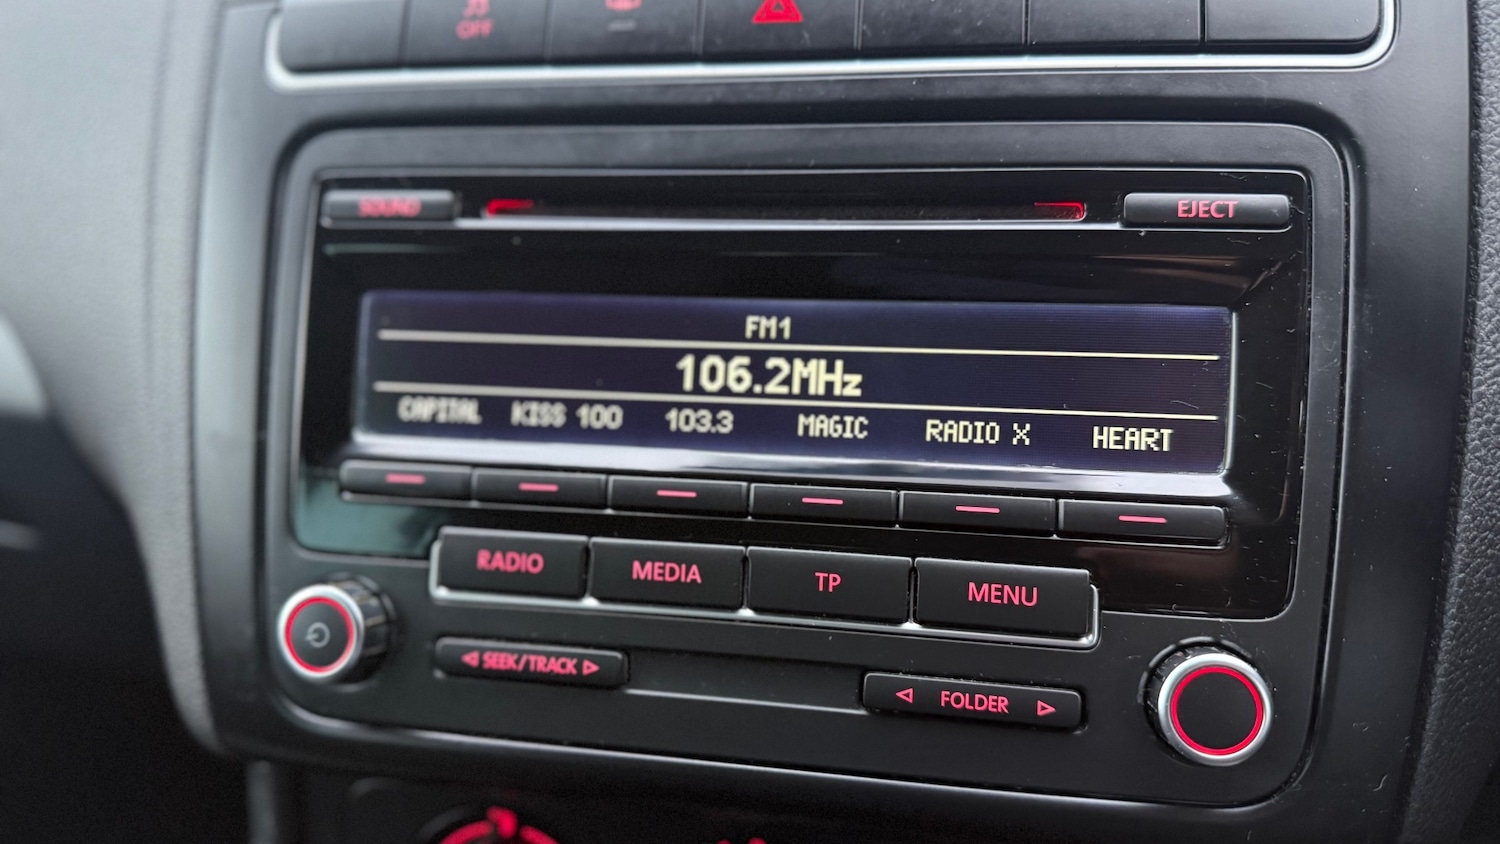 OFF
SOUND
EJECT
FM1
106.2MHz
CAPITAL KISS 100 103.3 MAGIC RADIO X HEART
RADIO MEDIA TP MENU
SEEK/TRACK
FOLDER